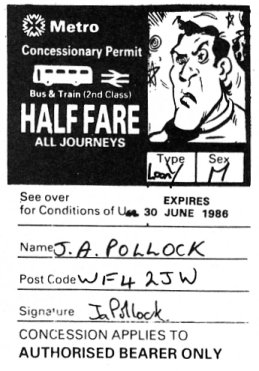 Metro
Concessionary Permit
Bus & Train (2nd Class)
HALF FARE
ALL JOURNEYS
Type Sex
Loony M
See over EXPIRES
for Conditions of 30 JUNE 1986
Name J.A. POLLOCK
Post Code WF4 2JW
Signature JaPollock
CONCESSION APPLIES TO
AUTHORISED BEARER ONLY